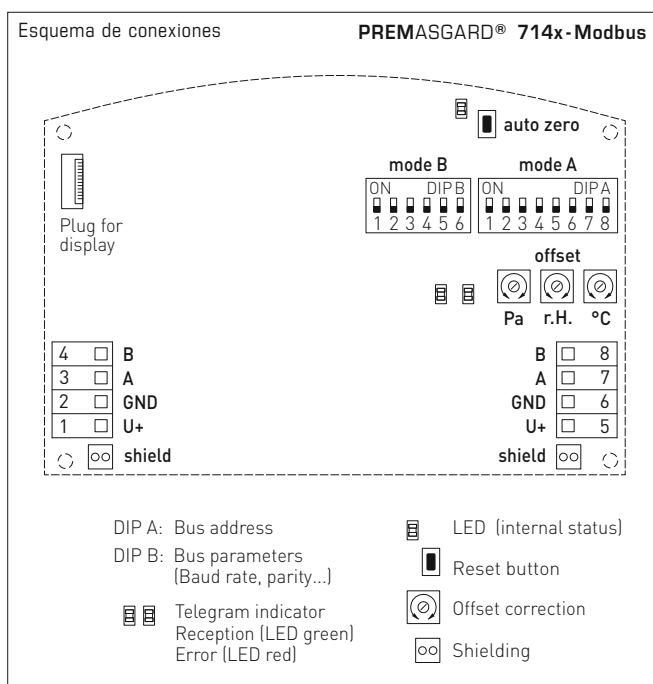 Esquema de conexiones
PREMASGARD® 714x-Modbus
auto zero
mode B
mode A
ON DIP B
ON DIP A
1 2 3 4 5 6
1 2 3 4 5 6 7 8
Plug for
display
offset
Pa r.H. °C
4 B
3 A
2 GND
1 U+
shield
B 8
A 7
GND 6
U+ 5
shield
DIP A: Bus address
DIP B: Bus parameters
(Baud rate, parity...)
Telegram indicator
Reception (LED green)
Error (LED red)
LED (internal status)
Reset button
Offset correction
Shielding